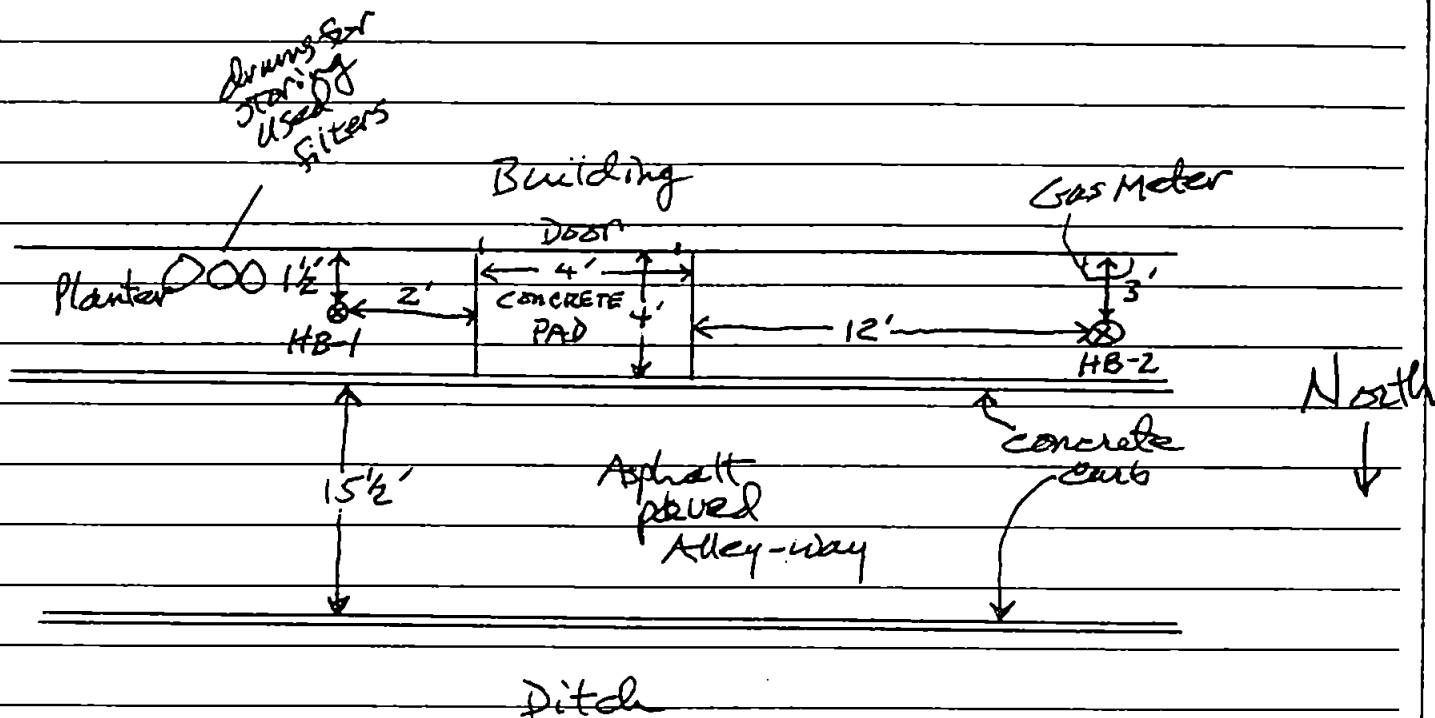 drums for
storing
used
filters
Building
Gas Meter
Door
Planter
1½'
4'
3'
2'
CONCRETE
PAD
4'
12'
HB-1
HB-2
North
concrete
curb
15½'
Asphalt
paved
Alley-way
Ditch